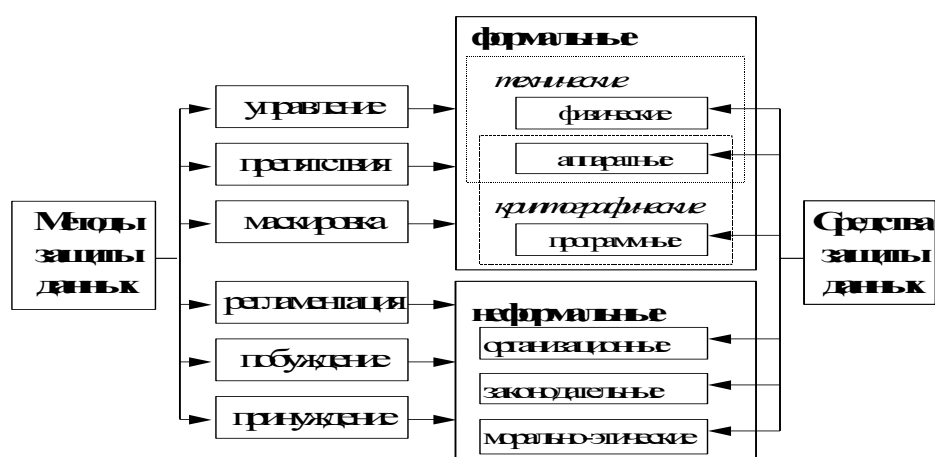 Методы
защиты
данных
управление
препятствия
маскировка
регламентация
побуждение
принуждение
формальные
технические
физические
аппаратные
криптографические
программные
неформальные
организационные
законодательные
морально-этические
Средства
защиты
данных